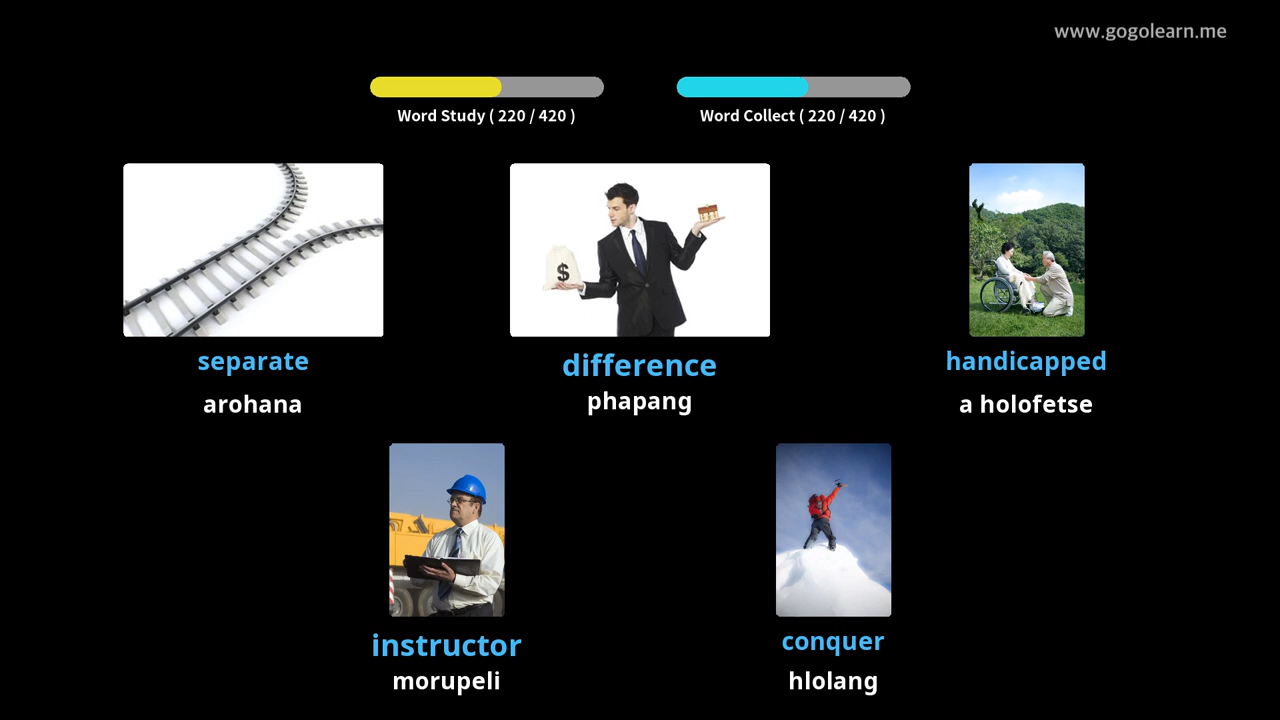 www.gogolearn.me
Word Study ( 220 / 420 )
Word Collect ( 220 / 420 )
separate
arohana
difference
phapang
handicapped
a holofetse
instructor
morupeli
conquer
hlolang